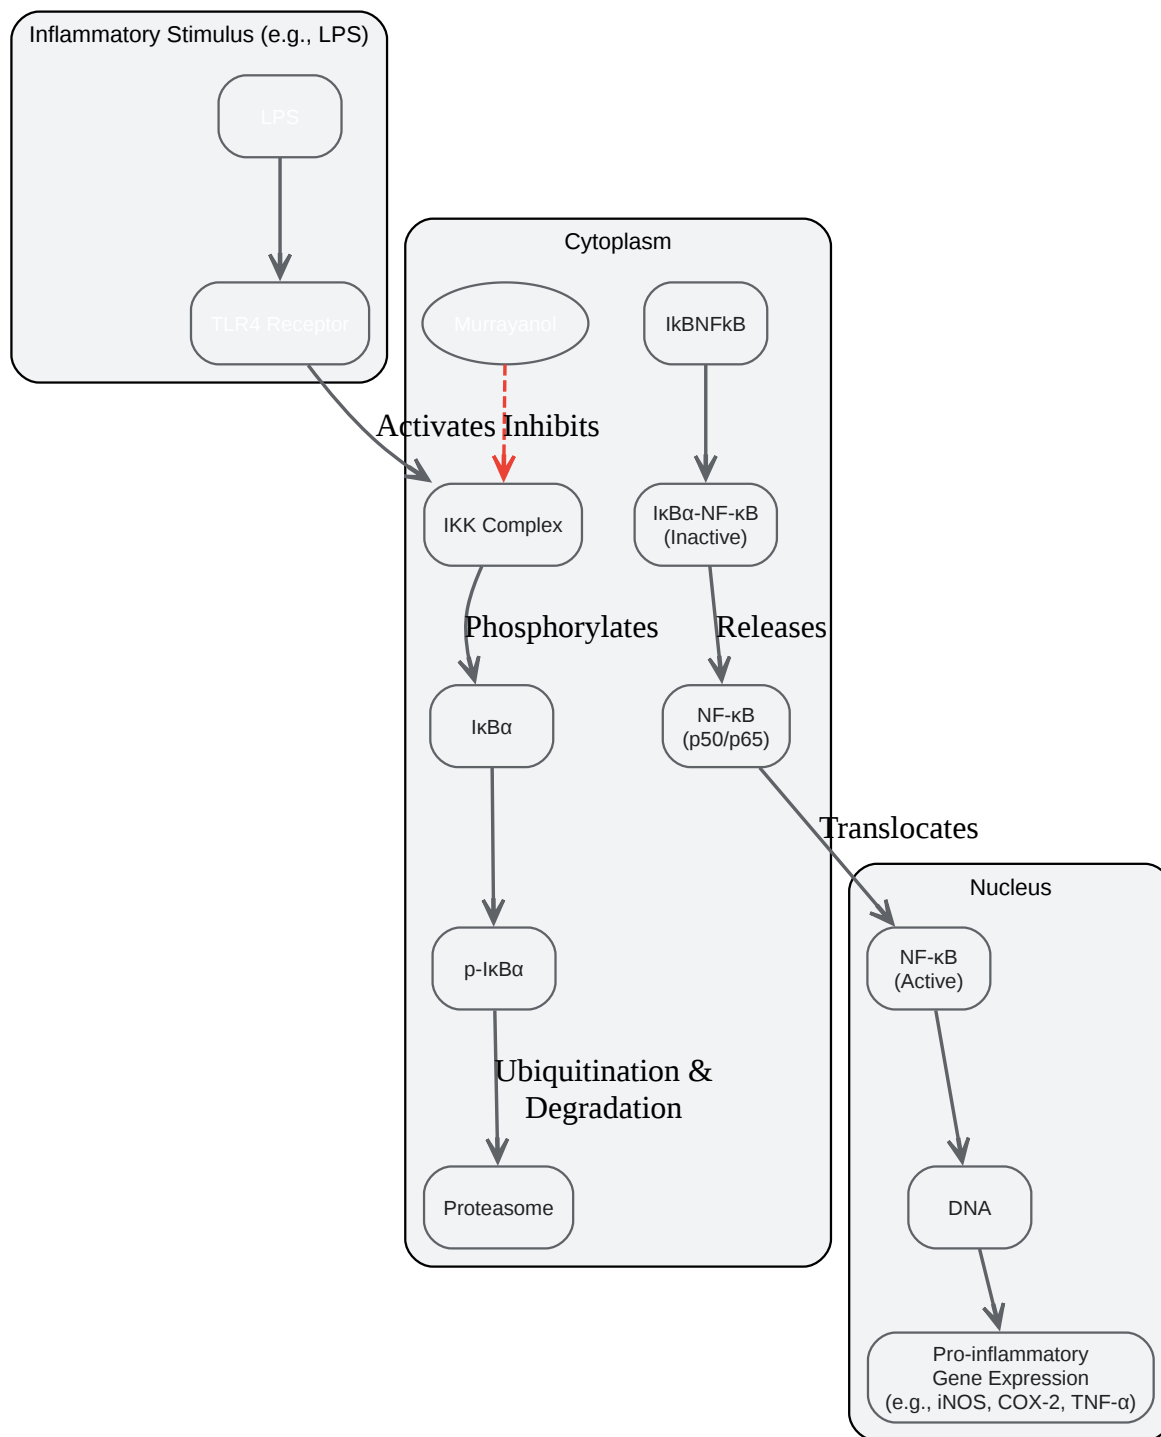 Inflammatory Stimulus (e.g., LPS)
LPS
TLR4 Receptor
Cytoplasm
Murrayanol
IkBNFkB
Activates
Inhibits
IKK Complex
IκBα-NF-κB
(Inactive)
Phosphorylates
Releases
IκBα
NF-κB
(p50/p65)
Translocates
Nucleus
p-IκBα
NF-κB
(Active)
Ubiquitination &
Degradation
Proteasome
DNA
Pro-inflammatory
Gene Expression
(e.g., iNOS, COX-2, TNF-α)